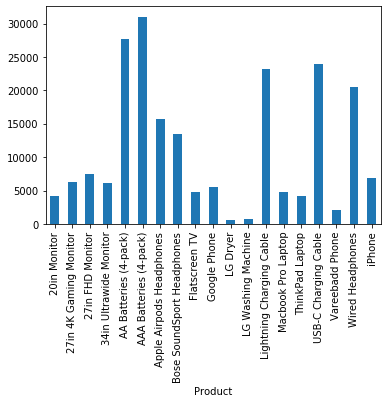 30000
25000
20000
15000
10000
5000
0
20in Monitor
27in 4K Gaming Monitor
27in FHD Monitor
34in Ultrawide Monitor
AA Batteries (4-pack)
AAA Batteries (4-pack)
Apple Airpods Headphones
Bose SoundSport Headphones
Flatscreen TV
Google Phone
LG Dryer
LG Washing Machine
Lightning Charging Cable
Macbook Pro Laptop
ThinkPad Laptop
USB-C Charging Cable
Vareebadd Phone
Wired Headphones
iPhone
Product